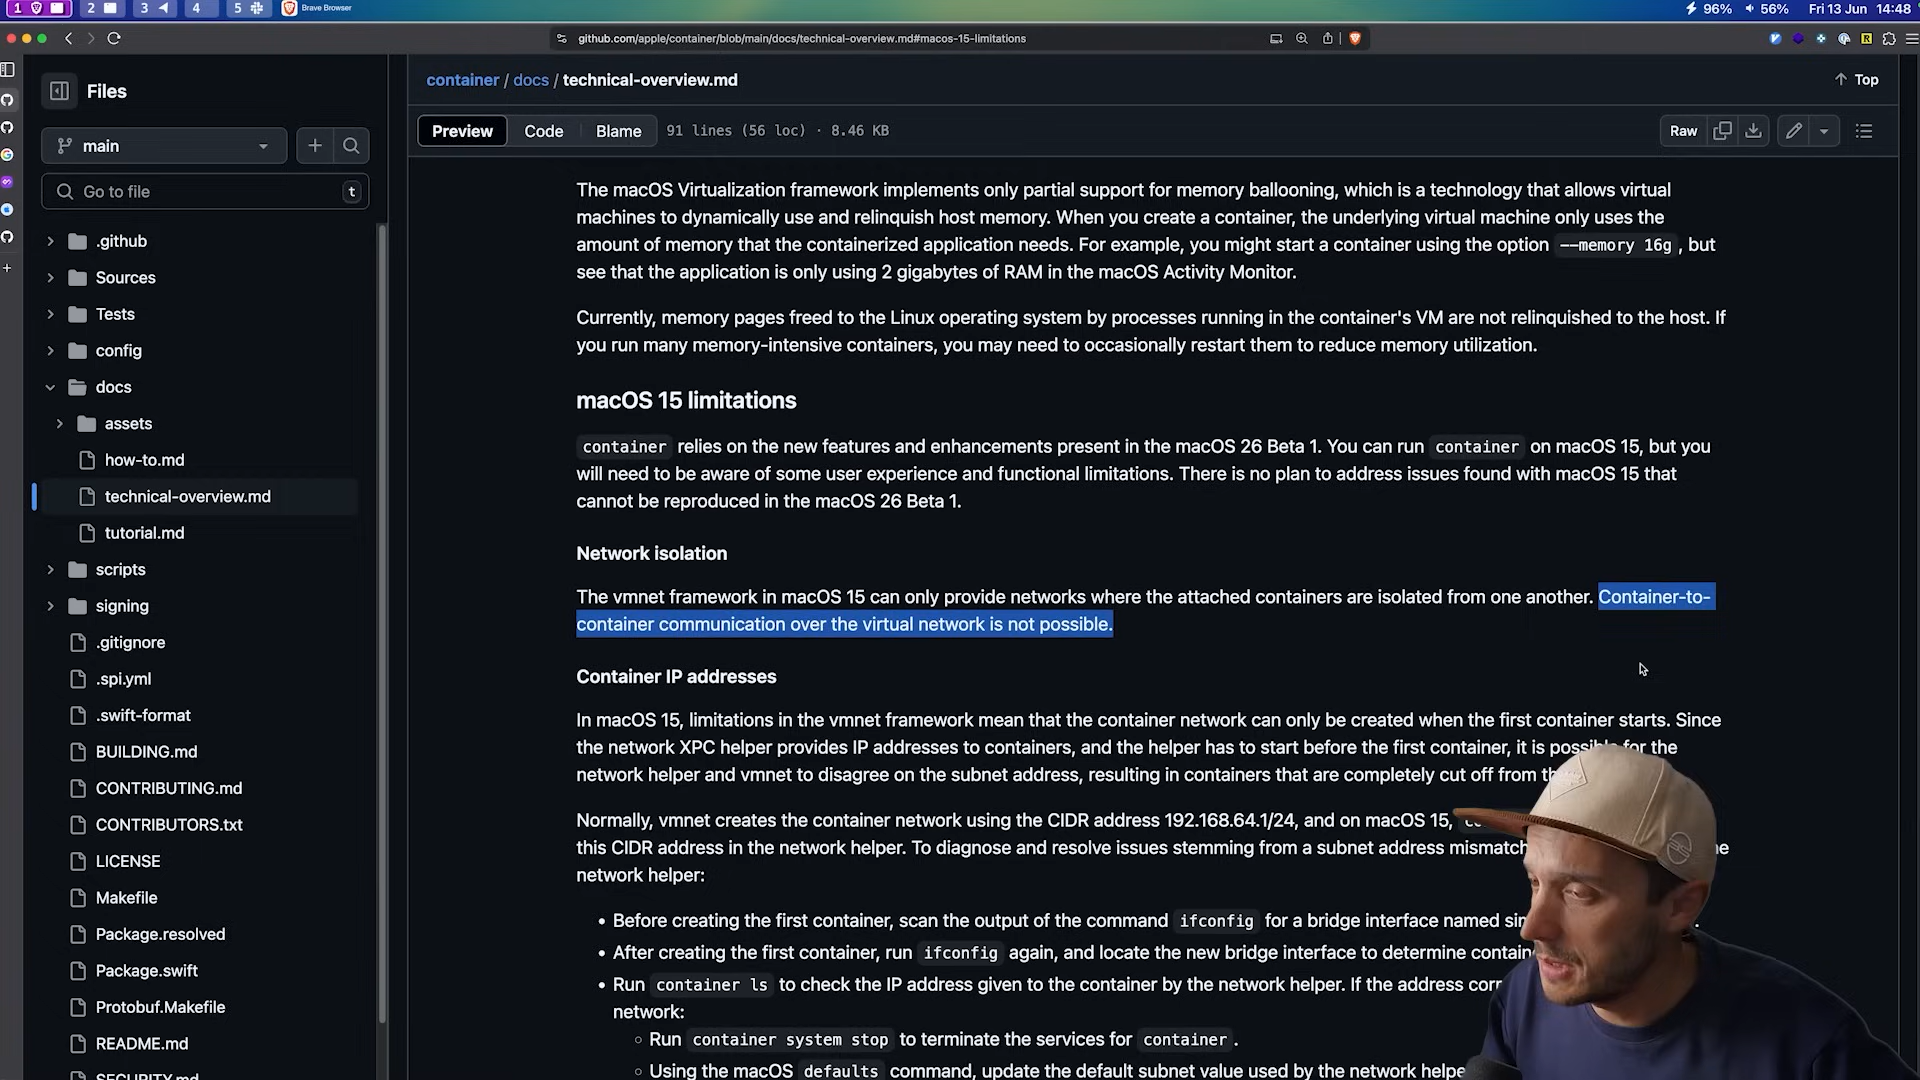 1 2 3 4 5 Brave Browser 96% 56% Fri 13 Jun 14:48
github.com/apple/container/blob/main/docs/technical-overview.md#macos-15-limitations
Files
main
Go to file t
.github
Sources
Tests
config
docs
assets
how-to.md
technical-overview.md
tutorial.md
scripts
signing
.gitignore
.spi.yml
.swift-format
BUILDING.md
CONTRIBUTING.md
CONTRIBUTORS.txt
LICENSE
Makefile
Package.resolved
Package.swift
Protobuf.Makefile
README.md
SECURITY.md
container / docs / technical-overview.md Top
Preview Code Blame 91 lines (56 loc) · 8.46 KB Raw
The macOS Virtualization framework implements only partial support for memory ballooning, which is a technology that allows virtual
machines to dynamically use and relinquish host memory. When you create a container, the underlying virtual machine only uses the
amount of memory that the containerized application needs. For example, you might start a container using the option --memory 16g, but
see that the application is only using 2 gigabytes of RAM in the macOS Activity Monitor.
Currently, memory pages freed to the Linux operating system by processes running in the container's VM are not relinquished to the host. If
you run many memory-intensive containers, you may need to occasionally restart them to reduce memory utilization.
macOS 15 limitations
container relies on the new features and enhancements present in the macOS 26 Beta 1. You can run container on macOS 15, but you
will need to be aware of some user experience and functional limitations. There is no plan to address issues found with macOS 15 that
cannot be reproduced in the macOS 26 Beta 1.
Network isolation
The vmnet framework in macOS 15 can only provide networks where the attached containers are isolated from one another. Container-to-
container communication over the virtual network is not possible.
Container IP addresses
In macOS 15, limitations in the vmnet framework mean that the container network can only be created when the first container starts. Since
the network XPC helper provides IP addresses to containers, and the helper has to start before the first container, it is possible for the
network helper and vmnet to disagree on the subnet address, resulting in containers that are completely cut off from
Normally, vmnet creates the container network using the CIDR address 192.168.64.1/24, and on macOS 15,
this CIDR address in the network helper. To diagnose and resolve issues stemming from a subnet address mismatch
network helper:
• Before creating the first container, scan the output of the command ifconfig for a bridge interface named
• After creating the first container, run ifconfig again, and locate the new bridge interface to determine
• Run container ls to check the IP address given to the container by the network helper. If the address
network:
◦ Run container system stop to terminate the services for container.
◦ Using the macOS defaults command, update the default subnet value used by the network